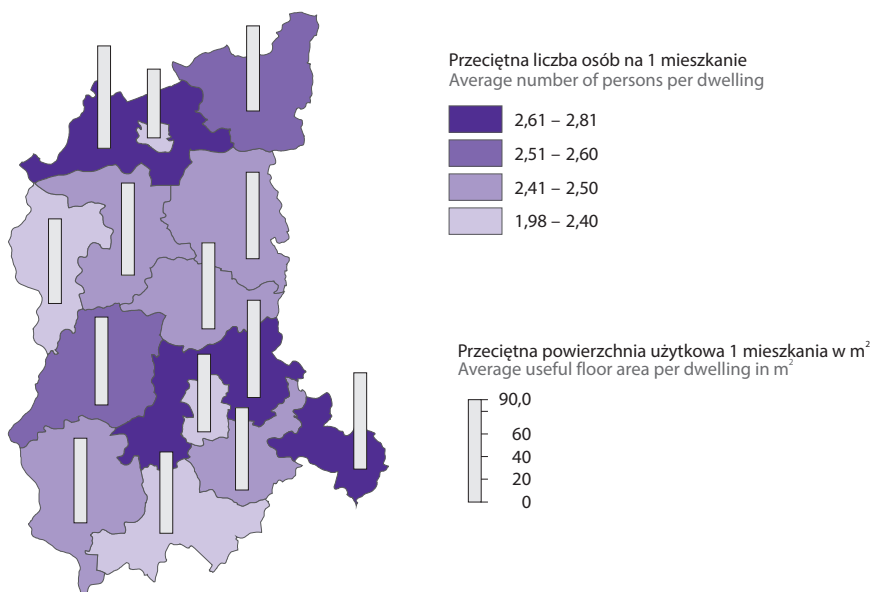 Przeciętna liczba osób na 1 mieszkanie
Average number of persons per dwelling
2,61 – 2,81
2,51 – 2,60
2,41 – 2,50
1,98 – 2,40
Przeciętna powierzchnia użytkowa 1 mieszkania w m²
Average useful floor area per dwelling in m²
90,0
60
40
20
0